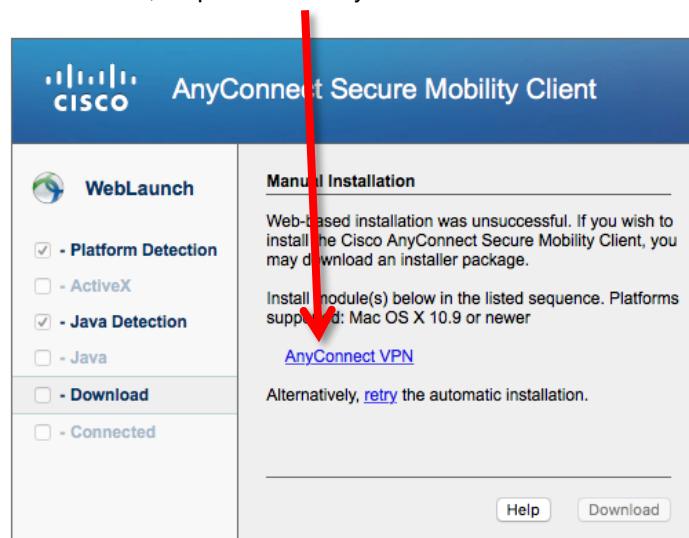 CISCO
AnyConnect Secure Mobility Client
WebLaunch
- Platform Detection
- ActiveX
- Java Detection
- Java
- Download
- Connected
Manual Installation
Web-based installation was unsuccessful. If you wish to
install the Cisco AnyConnect Secure Mobility Client, you
may download an installer package.
Install module(s) below in the listed sequence. Platforms
supported: Mac OS X 10.9 or newer
AnyConnect VPN
Alternatively, retry the automatic installation.
Help
Download